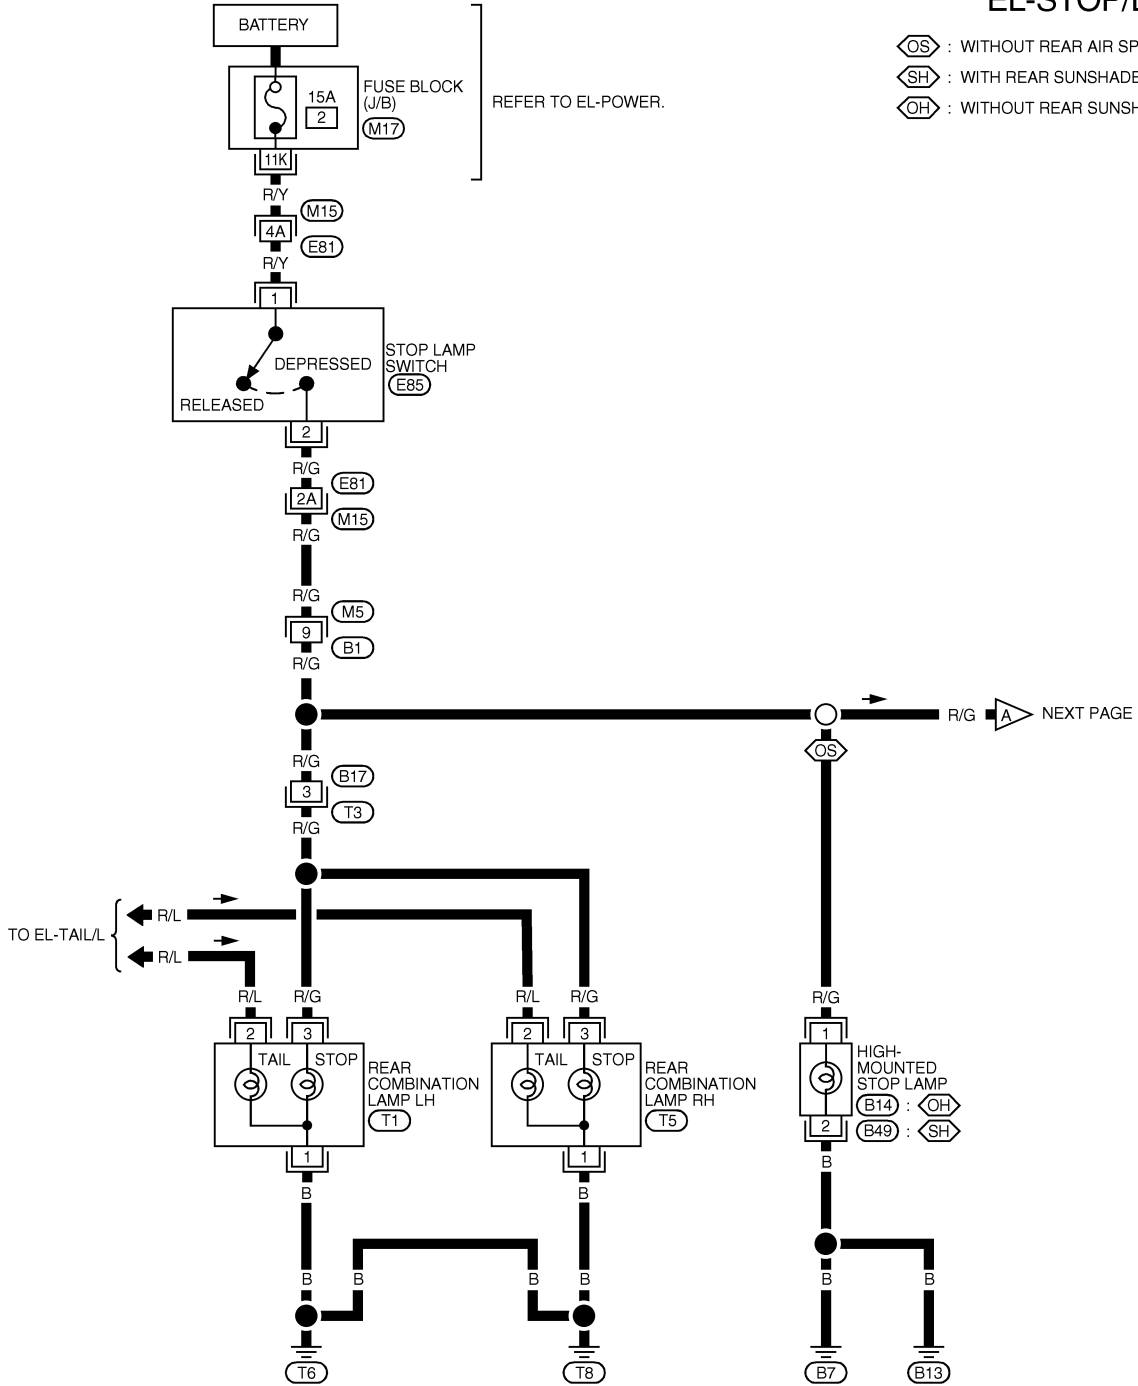 EL-STOP/L
BATTERY
OS : WITHOUT REAR AIR SP
SH : WITH REAR SUNSHADE
OH : WITHOUT REAR SUNSH
15A
2
FUSE BLOCK
(J/B)
M17
REFER TO EL-POWER.
11K
R/Y
M15
4A
E81
R/Y
1
DEPRESSED
RELEASED
STOP LAMP
SWITCH
E85
2
R/G
E81
2A
M15
R/G
R/G
M5
9
B1
R/G
R/G
A
NEXT PAGE
OS
R/G
B17
3
T3
R/G
TO EL-TAIL/L
R/L
R/L
R/L
R/G
R/L
R/G
R/G
2
3
2
3
1
TAIL
STOP
REAR
COMBINATION
LAMP LH
T1
TAIL
STOP
REAR
COMBINATION
LAMP RH
T5
HIGH-
MOUNTED
STOP LAMP
B14 : OH
B49 : SH
1
1
2
B
B
B
B
B
B
B
B
B
T6
T8
B7
B13